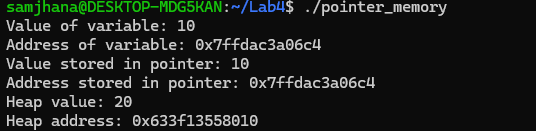 samjhana@DESKTOP-MDG5KAN:~/Lab4$ ./pointer_memory
Value of variable: 10
Address of variable: 0x7ffdac3a06c4
Value stored in pointer: 10
Address stored in pointer: 0x7ffdac3a06c4
Heap value: 20
Heap address: 0x633f13558010